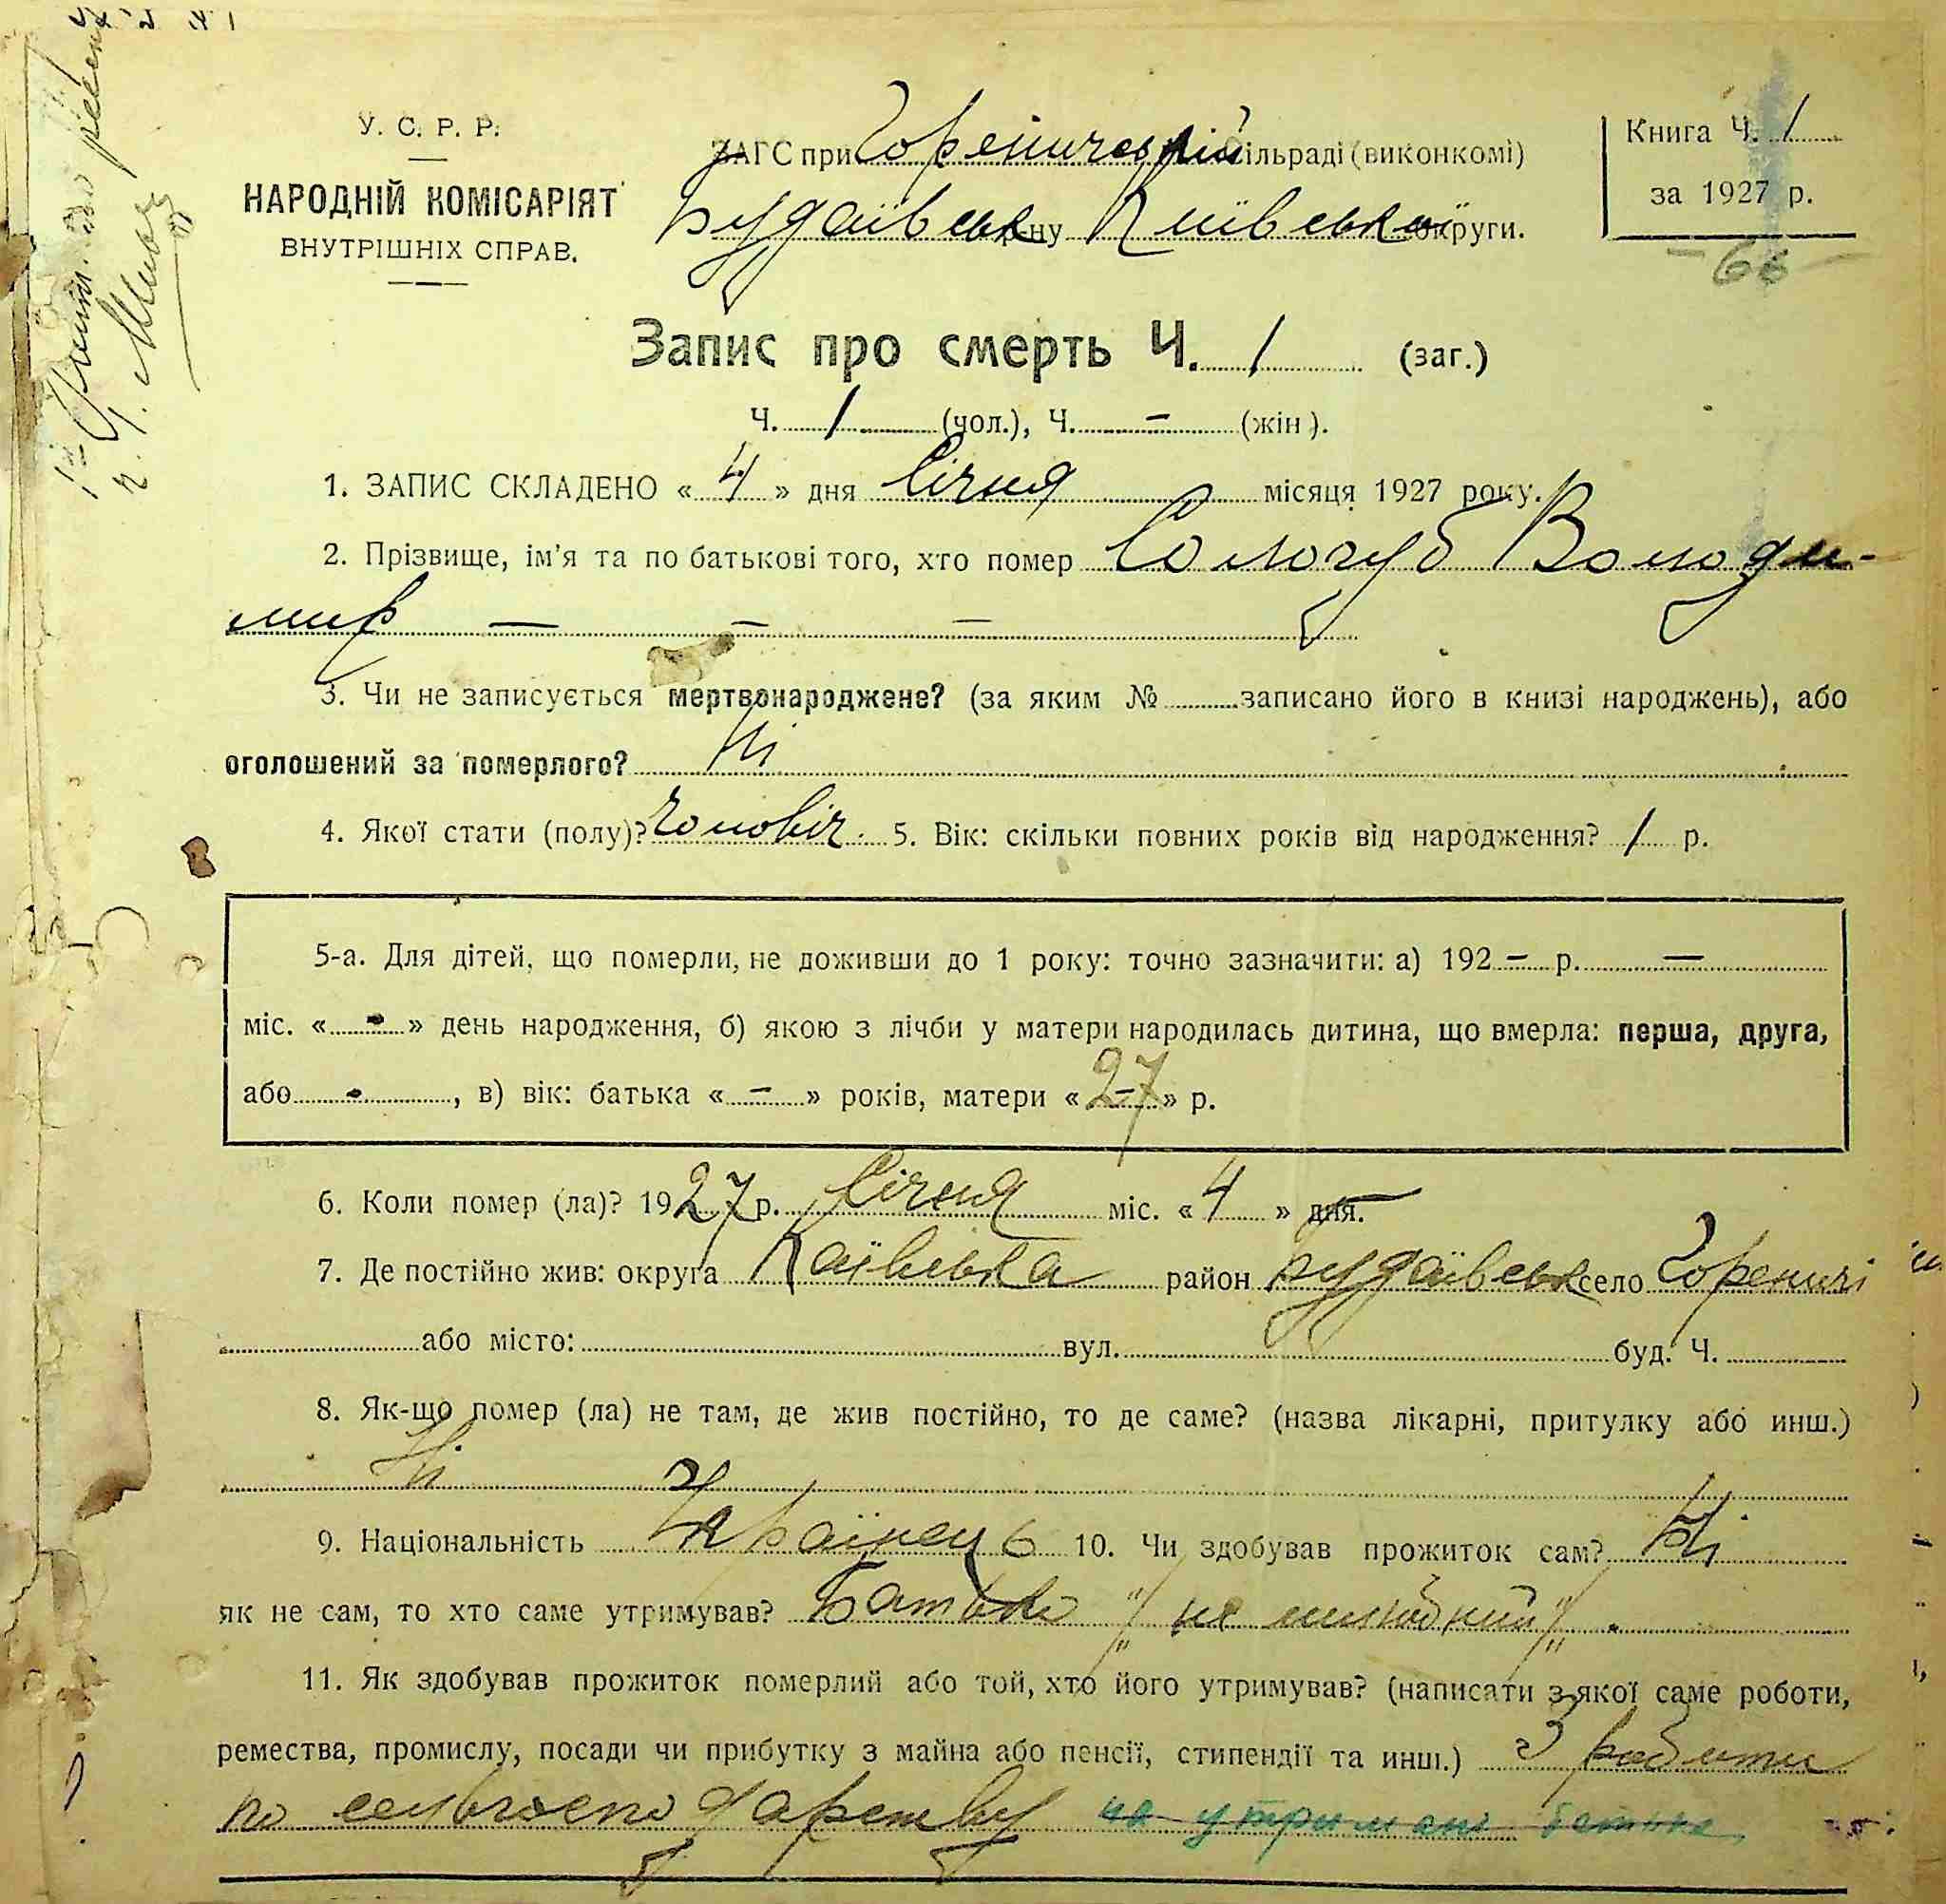 У. С. Р. Р.
НАРОДНІЙ КОМІСАРІЯТ
ВНУТРІШНІХ СПРАВ.
ЗАГС при Гореницькій сільраді (виконкомі)
Будаївськ р-ну Київської округи.
Книга Ч. 1
за 1927 р.
Запис про смерть Ч. 1 (заг.)
Ч. 1 (чол.), Ч. — (жін).
1. ЗАПИС СКЛАДЕНО « 4 » дня Січня місяця 1927 року.
2. Прізвище, ім'я та по батькові того, хто помер Сологуб Володи-
мир — — —
3. Чи не записується мертвонароджене? (за яким № записано його в книзі народжень), або
оголошений за померлого? Ні
4. Якої стати (полу)? Чоловіч. 5. Вік: скільки повних років від народження? 1 р.
5-а. Для дітей, що померли, не доживши до 1 року: точно зазначити: а) 192 — р. —
міс. « - » день народження, б) якою з лічби у матери народилась дитина, що вмерла: перша, друга,
або - , в) вік: батька « — » років, матери « 27 » р.
6. Коли помер (ла)? 1927 р. Січня міс. « 4 » дня.
7. Де постійно жив: округа Київська район Будаївськ село Гореничі
або місто: вул. буд. Ч.
8. Як-що помер (ла) не там, де жив постійно, то де саме? (назва лікарні, притулку або инш.)
Ні
9. Національність Українець 10. Чи здобував прожиток сам? Ні
як не сам, то хто саме утримував? Батько
11. Як здобував прожиток померлий або той, хто його утримував? (написати з якої саме роботи,
ремества, промислу, посади чи прибутку з майна або пенсії, стипендії та инш.) З работи
по на утримані батька